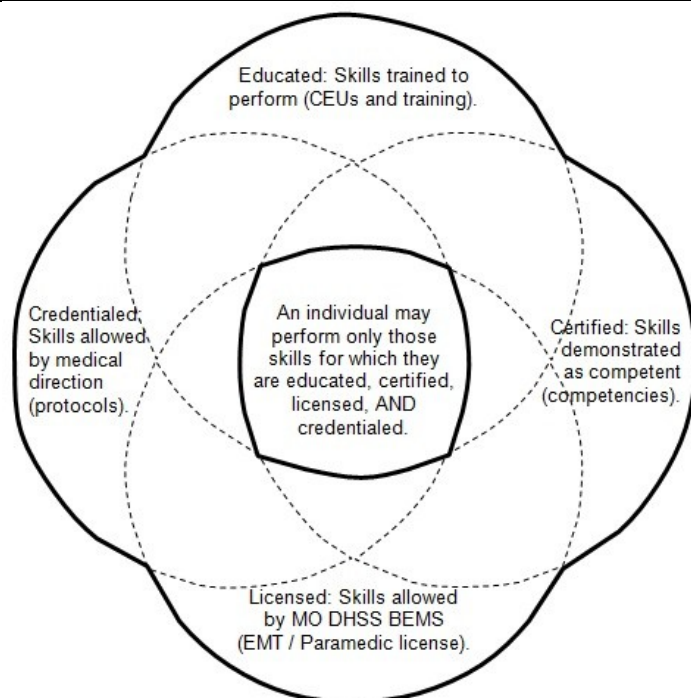 Educated: Skills trained to
perform (CEUs and training).
Credentialed:
Skills allowed
by medical
direction
(protocols).
An individual may
perform only those
skills for which they
are educated, certified,
licensed, AND
credentialed.
Certified: Skills
demonstrated
as competent
(competencies).
Licensed: Skills allowed
by MO DHSS BEMS
(EMT / Paramedic license).